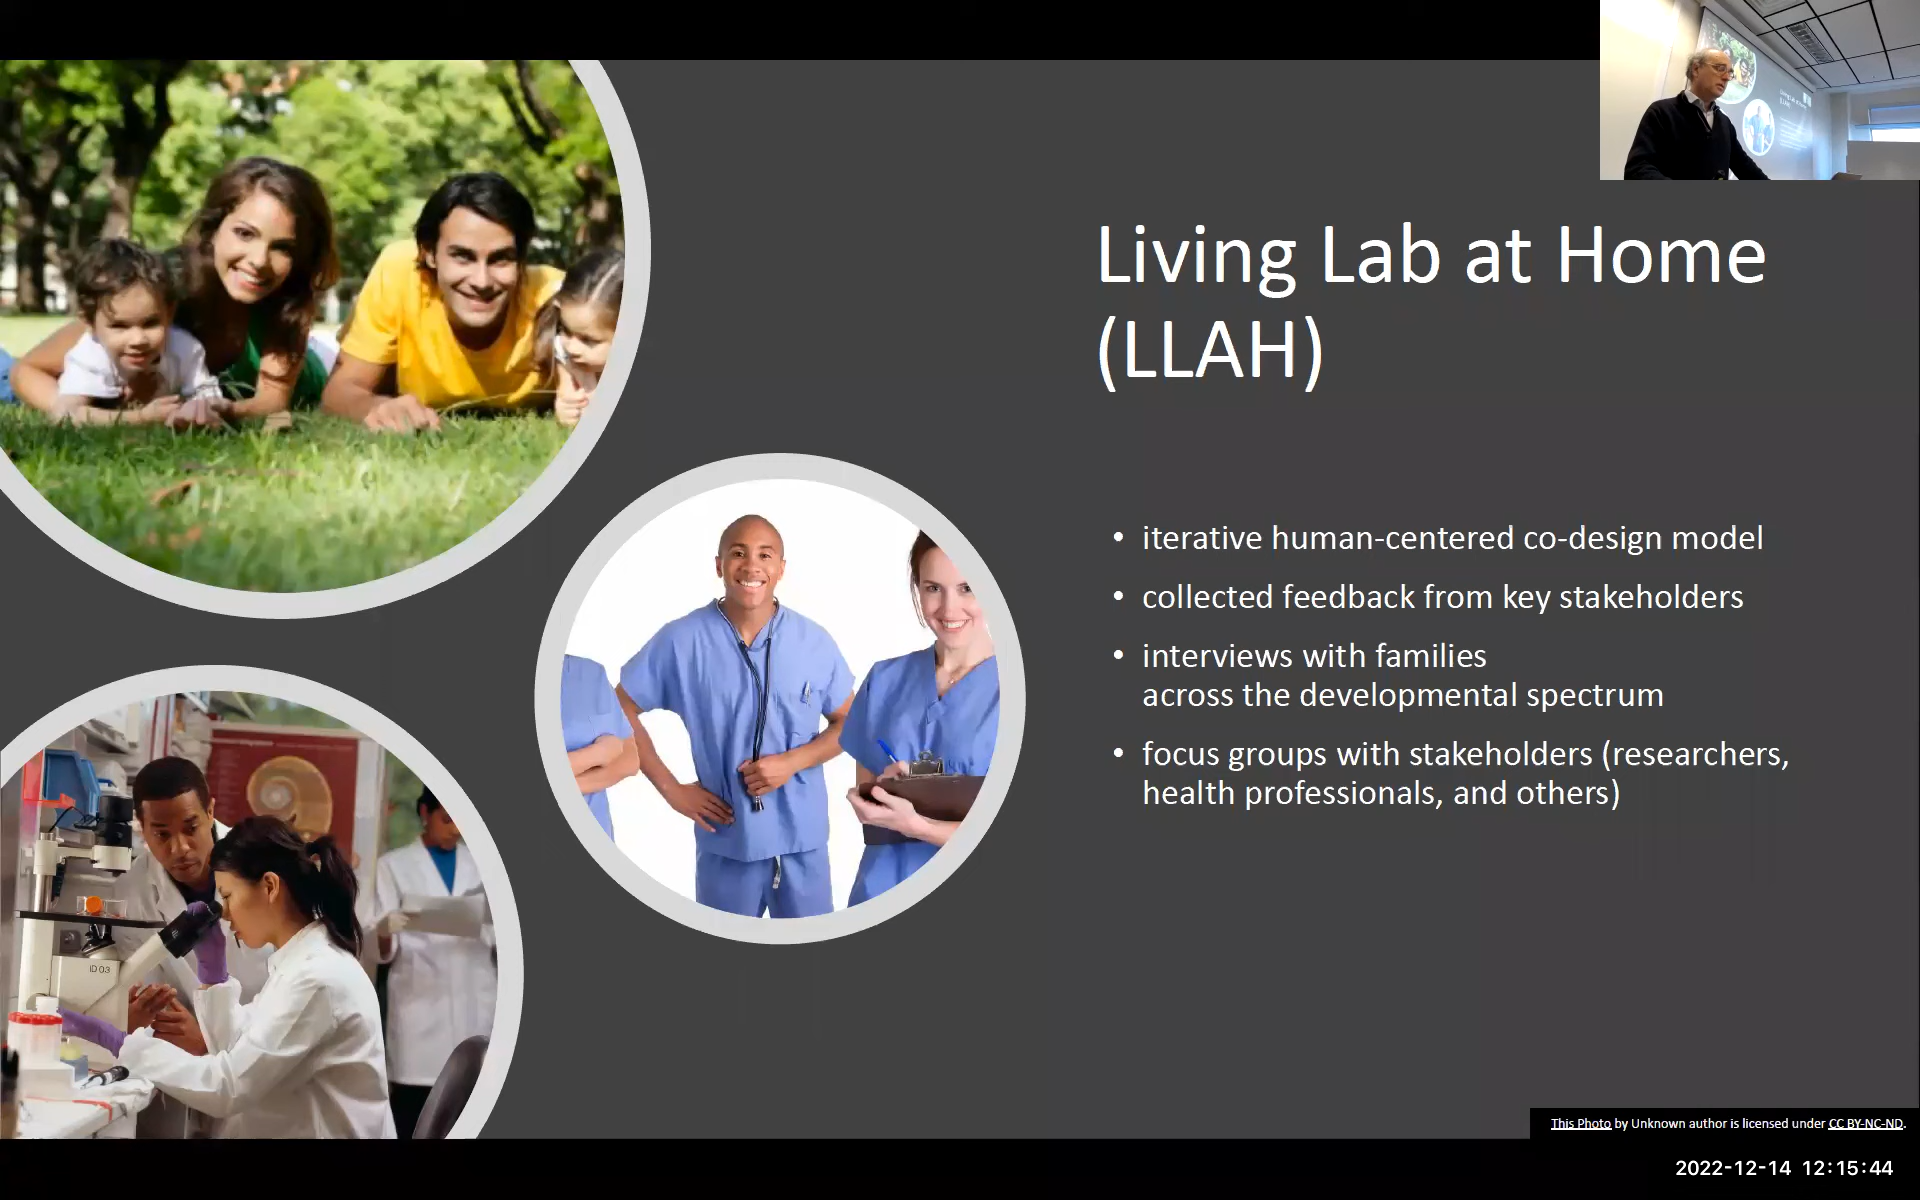 Living Lab at Home
(LLAH)
• iterative human-centered co-design model
• collected feedback from key stakeholders
• interviews with families
across the developmental spectrum
• focus groups with stakeholders (researchers,
health professionals, and others)
ID 03
This Photo by Unknown author is licensed under CC BY-NC-ND.
2022-12-14 12:15:44